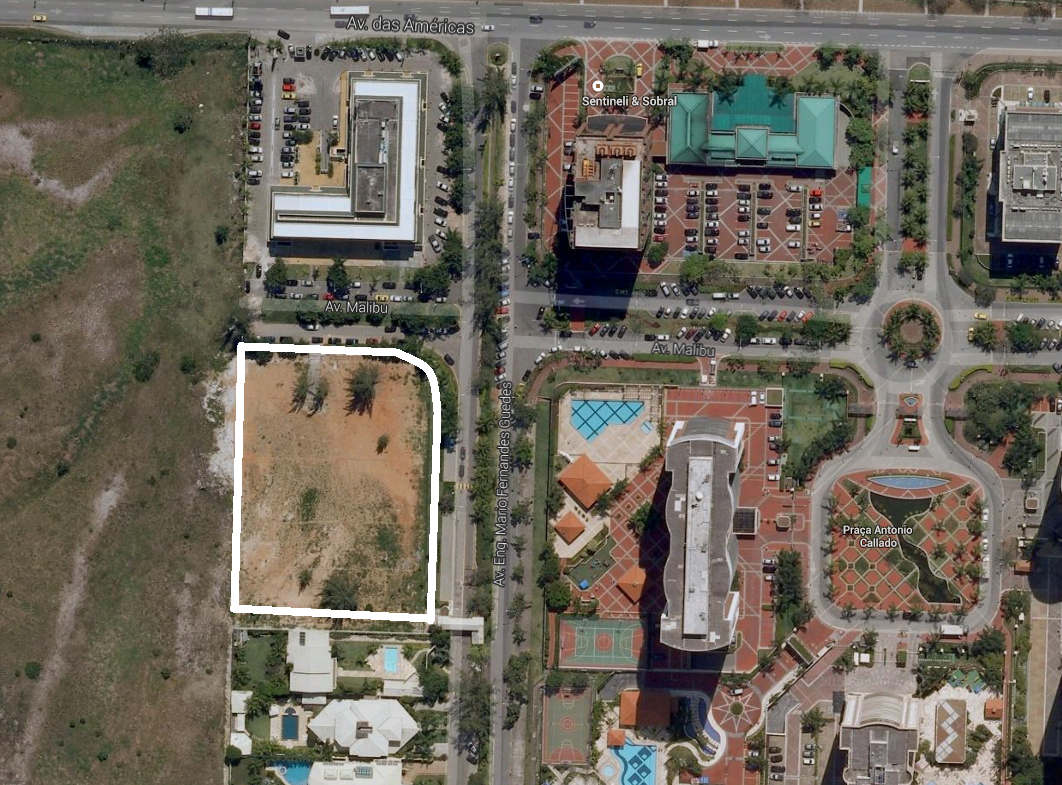 Av. das Américas
Sentineli & Sobral
Av. Malibu
Av. Malibu
Av. Eng. Mario Fernandes Guedes
Praça Antonio
Callado